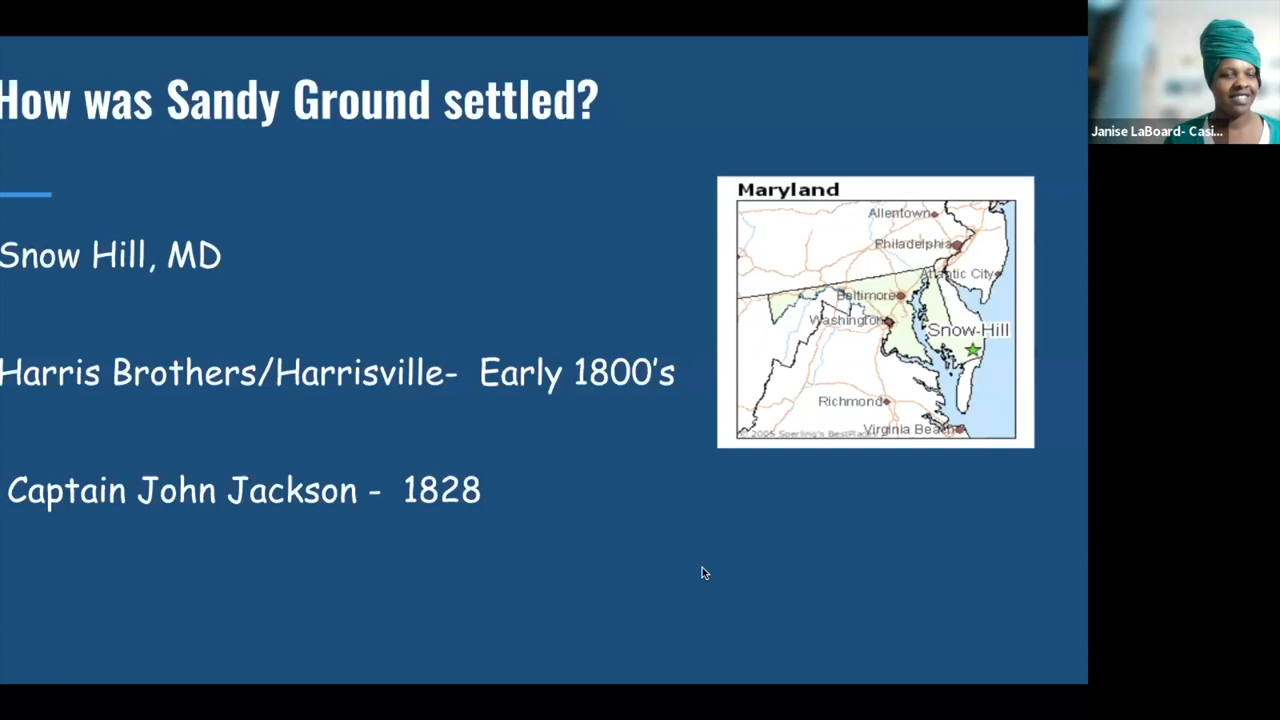 How was Sandy Ground settled?
Snow Hill, MD
Harris Brothers/Harrisville-  Early 1800's
Captain John Jackson -  1828
Maryland
Allentown
Philadelphia
Atlantic City
Baltimore
Washington
Snow-Hill
Richmond
Virginia Beach
© 2005 Sperling's BestPlaces
Janise LaBoard- Casi...